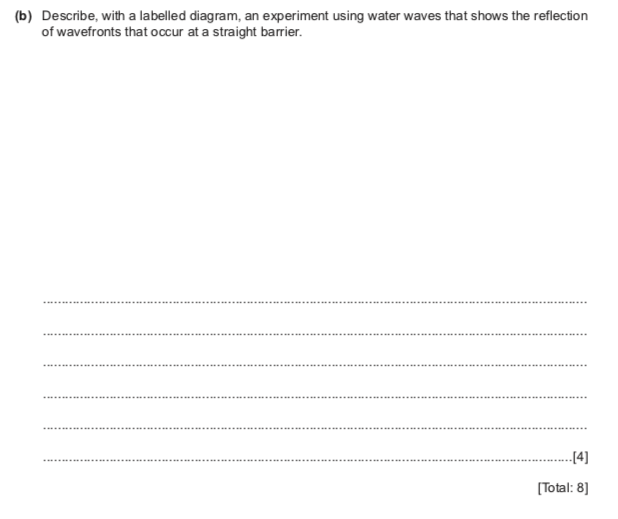 (b) Describe, with a labelled diagram, an experiment using water waves that shows the reflection
of wavefronts that occur at a straight barrier.
..........................................................................................
..........................................................................................
..........................................................................................
..........................................................................................
..........................................................................................
..........................................................................................[4]
[Total: 8]